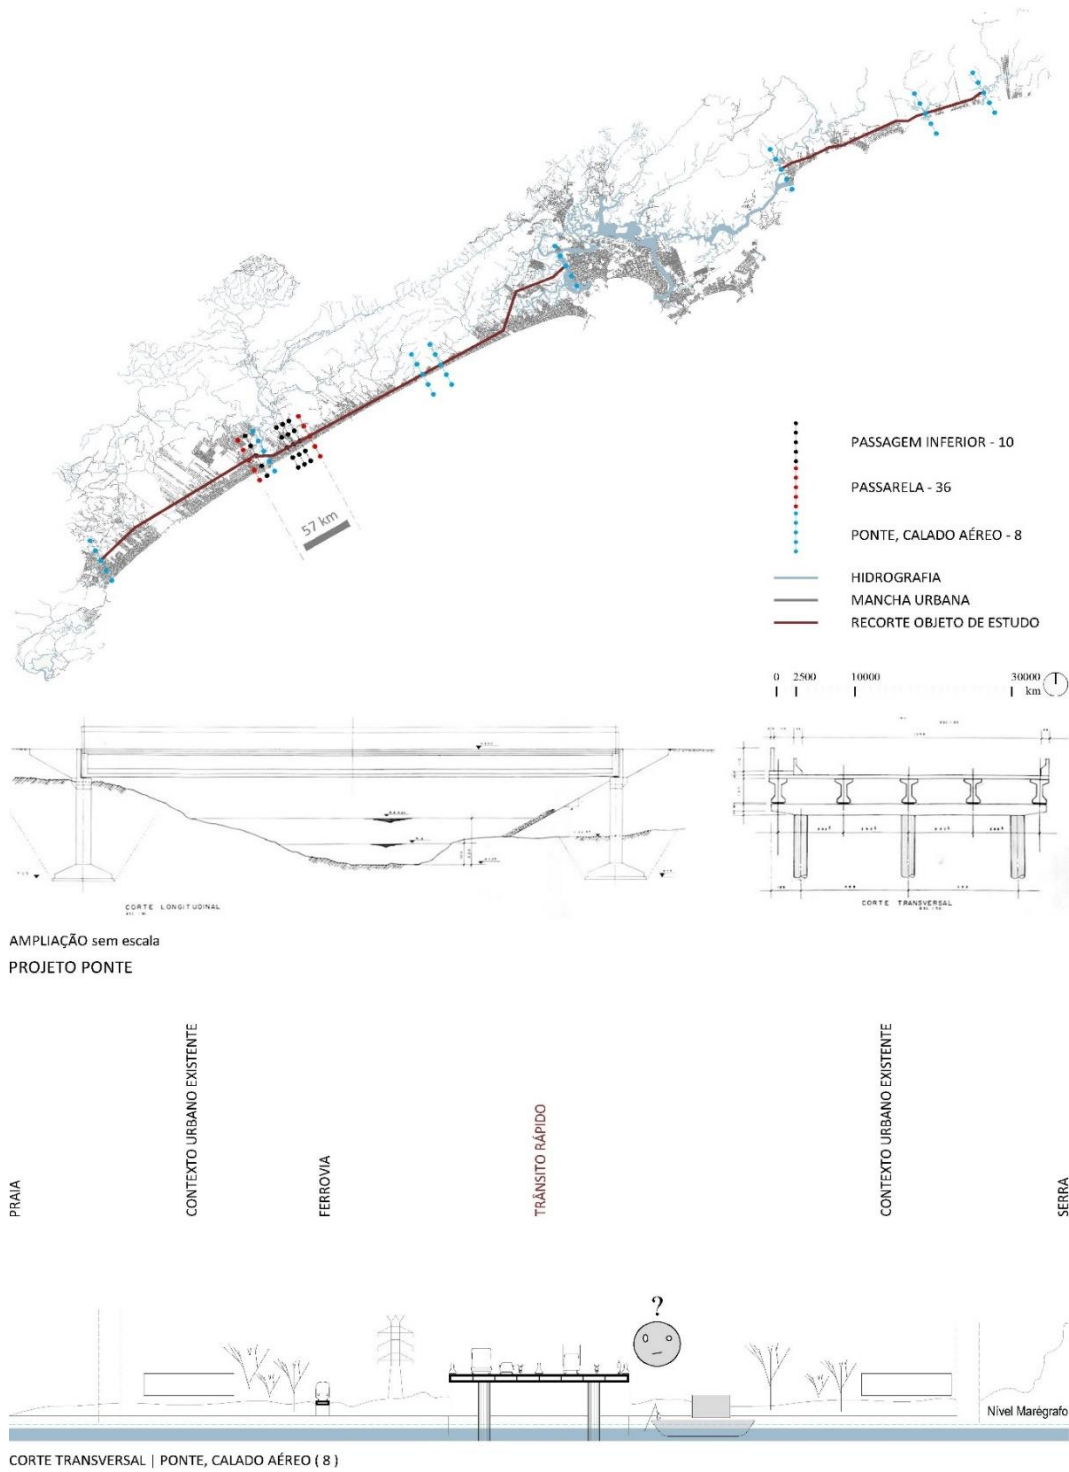 57 km
PASSAGEM INFERIOR - 10
PASSARELA - 36
PONTE, CALADO AÉREO - 8
HIDROGRAFIA
MANCHA URBANA
RECORTE OBJETO DE ESTUDO
0 2500 10000 30000
km
CORTE LONGITUDINAL
CORTE TRANSVERSAL
AMPLIAÇÃO sem escala
PROJETO PONTE
PRAIA
CONTEXTO URBANO EXISTENTE
FERROVIA
TRÂNSITO RÁPIDO
CONTEXTO URBANO EXISTENTE
SERRA
?
Nível Marégrafo
CORTE TRANSVERSAL | PONTE, CALADO AÉREO ( 8 )